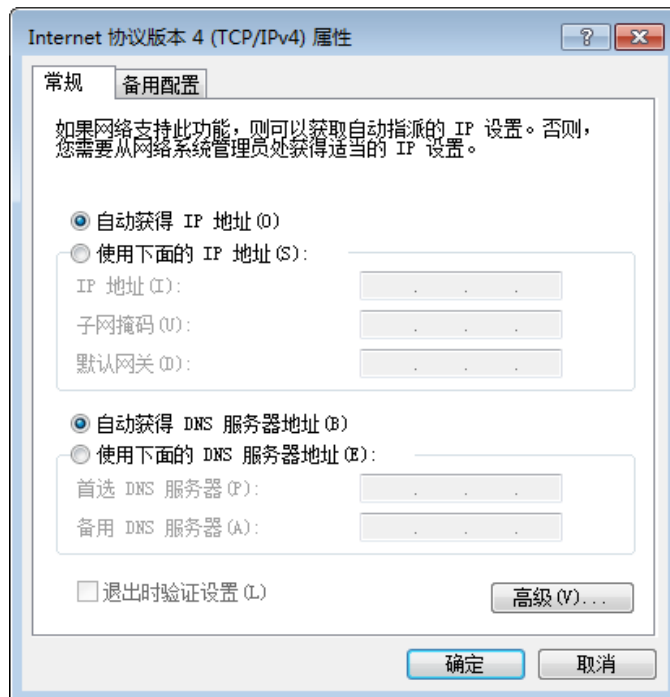 Internet 协议版本 4 (TCP/IPv4) 属性
常规
备用配置
如果网络支持此功能，则可以获取自动指派的 IP 设置。否则，
您需要从网络系统管理员处获得适当的 IP 设置。
自动获得 IP 地址(O)
使用下面的 IP 地址(S):
IP 地址(I):
子网掩码(U):
默认网关(D):
自动获得 DNS 服务器地址(B)
使用下面的 DNS 服务器地址(E):
首选 DNS 服务器(P):
备用 DNS 服务器(A):
退出时验证设置(L)
高级(V)...
确定
取消